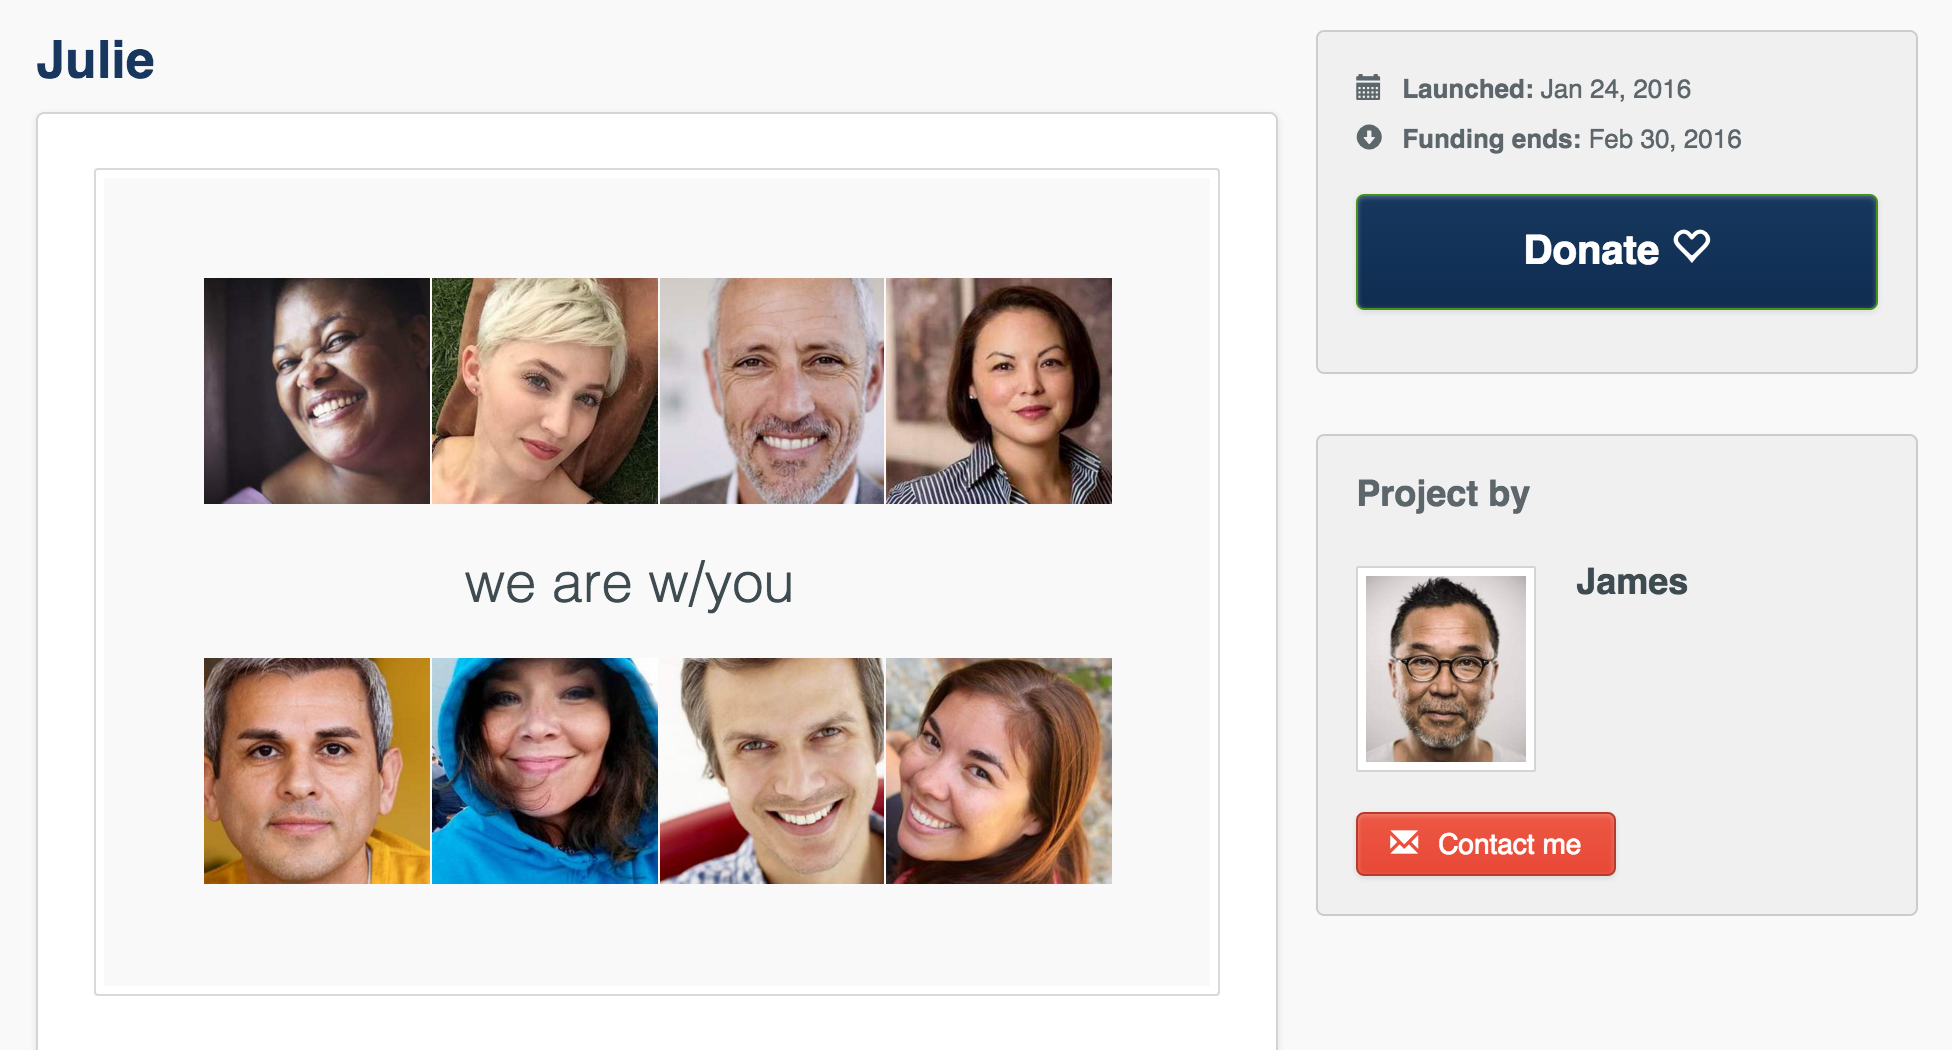 Julie
we are w/you
Launched: Jan 24, 2016
Funding ends: Feb 30, 2016
Donate
Project by
James
Contact me